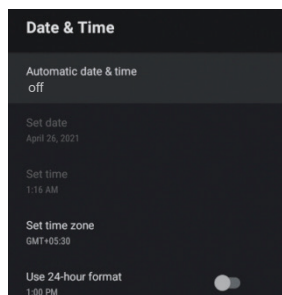 Date & Time
Automatic date & time
off
Set date
April 26, 2021
Set time
1:16 AM
Set time zone
GMT+05:30
Use 24-hour format
1:00 PM